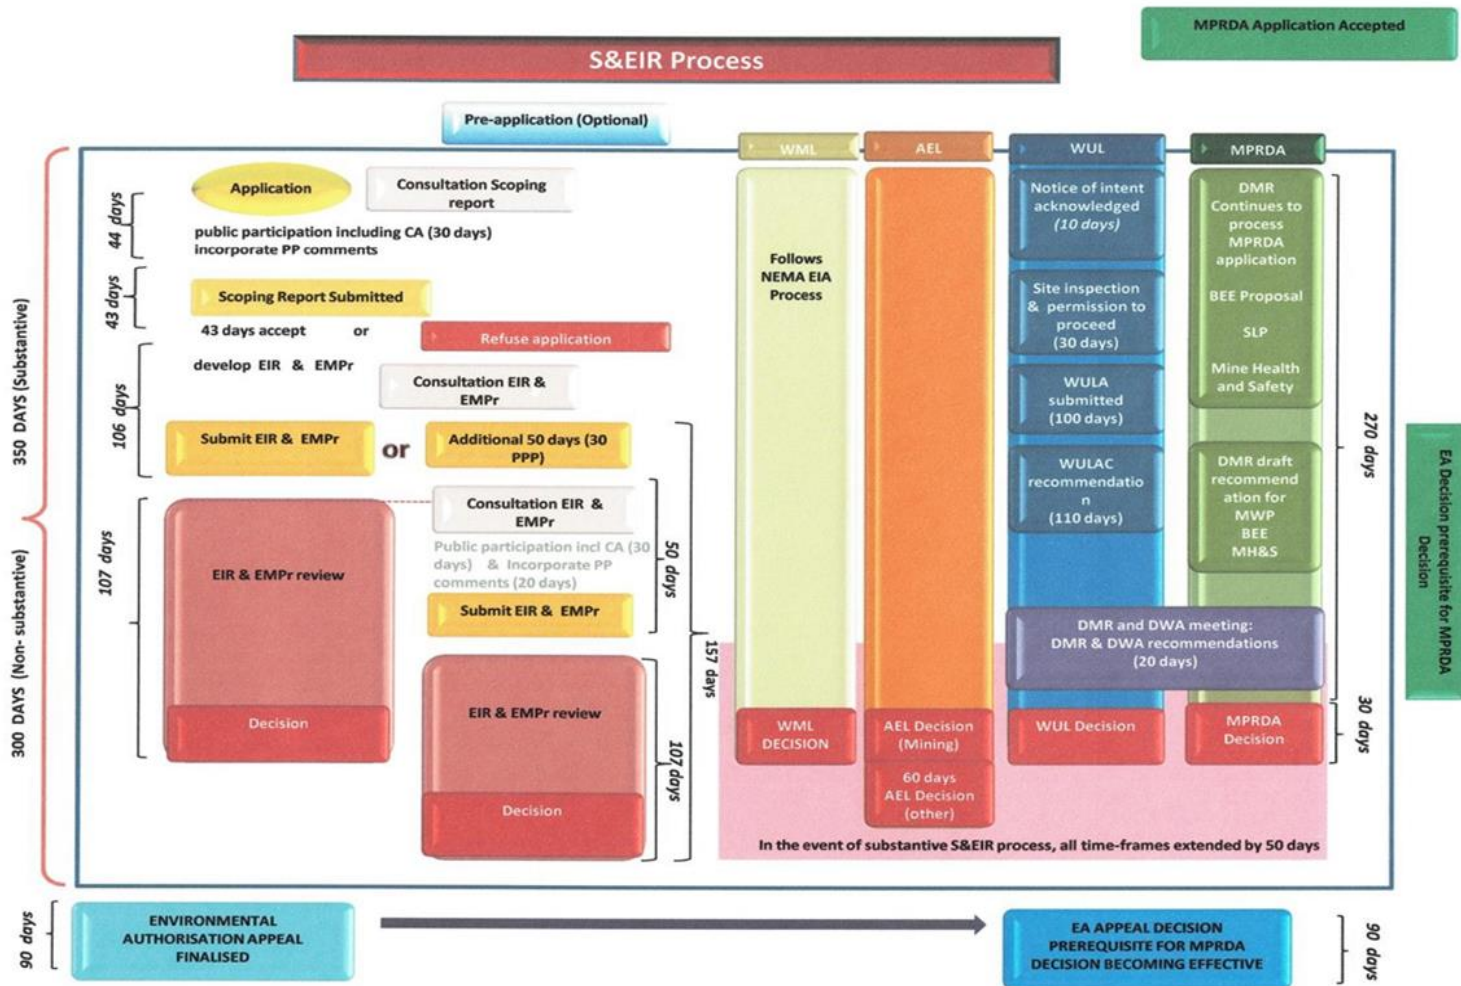 MPRDA Application Accepted
S&EIR Process
Pre-application (Optional)
WML
AEL
WUL
MPRDA
350 DAYS (Substantive)
300 DAYS (Non- substantive)
44 days
Application
Consultation Scoping
report
public participation including CA (30 days)
incorporate PP comments
43 days
Scoping Report Submitted
43 days accept or
Refuse application
106 days
develop EIR & EMPr
Consultation EIR &
EMPr
Submit EIR & EMPr
or
Additional 50 days (30
PPP)
107 days
EIR & EMPr review
Decision
Consultation EIR &
EMPr
Public participation incl CA (30
days) & Incorporate PP
comments (20 days)
Submit EIR & EMPr
50 days
EIR & EMPr review
Decision
107 days
157 days
Follows
NEMA EIA
Process
WML
DECISION
AEL Decision
(Mining)
60 days
AEL Decision
(other)
Notice of intent
acknowledged
(10 days)
Site inspection
& permission to
proceed
(30 days)
WULA
submitted
(100 days)
WULAC
recommendatio
n
(110 days)
DMR
Continues to
process
MPRDA
application
BEE Proposal
SLP
Mine Health
and Safety
DMR draft
recommend
ation for
MWP
BEE
MH&S
DMR and DWA meeting:
DMR & DWA recommendations
(20 days)
WUL Decision
MPRDA
Decision
270 days
30 days
EA Decision prerequisite for MPRDA
Decision
In the event of substantive S&EIR process, all time-frames extended by 50 days
90 days
ENVIRONMENTAL
AUTHORISATION APPEAL
FINALISED
EA APPEAL DECISION
PREREQUISITE FOR MPRDA
DECISION BECOMING EFFECTIVE
90 days